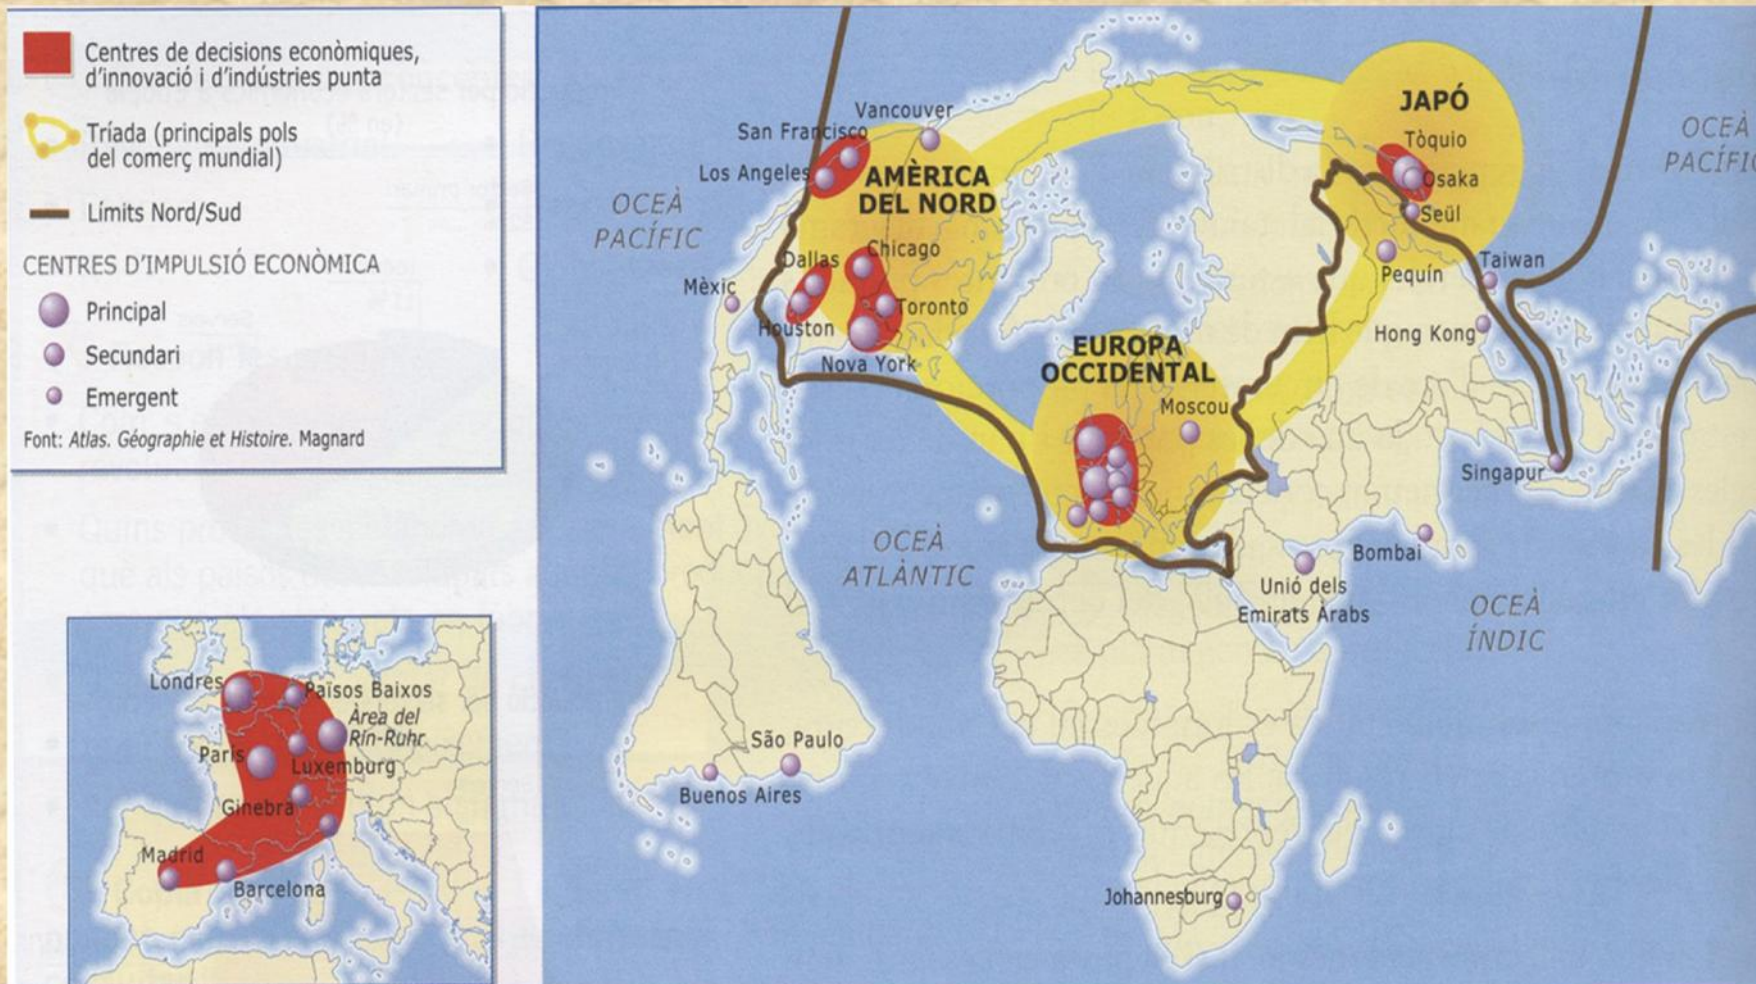 Centres de decisions econòmiques,
d'innovació i d'indústries punta
Tríada (principals pols
del comerç mundial)
Límits Nord/Sud
CENTRES D'IMPULSIÓ ECONÒMICA
Principal
Secundari
Emergent
Font: Atlas. Géographie et Histoire. Magnard
Vancouver
San Francisco
Los Angeles
AMÈRICA
DEL NORD
OCEÀ
PACÍFIC
Chicago
Dallas
Mèxic
Toronto
Houston
Nova York
JAPÓ
Tòquio
Osaka
Seül
Pequín
Taiwan
Hong Kong
OCEÀ
EUROPA
OCCIDENTAL
Moscou
Singapur
Bombai
Unió dels
Emirats Àrabs
OCEÀ
ATLÀNTIC
OCEÀ
ÍNDIC
São Paulo
Buenos Aires
Johannesburg
Londres
Països Baixos
Àrea del
Rin-Ruhr
París
Luxemburg
Ginebra
Madrid
Barcelona